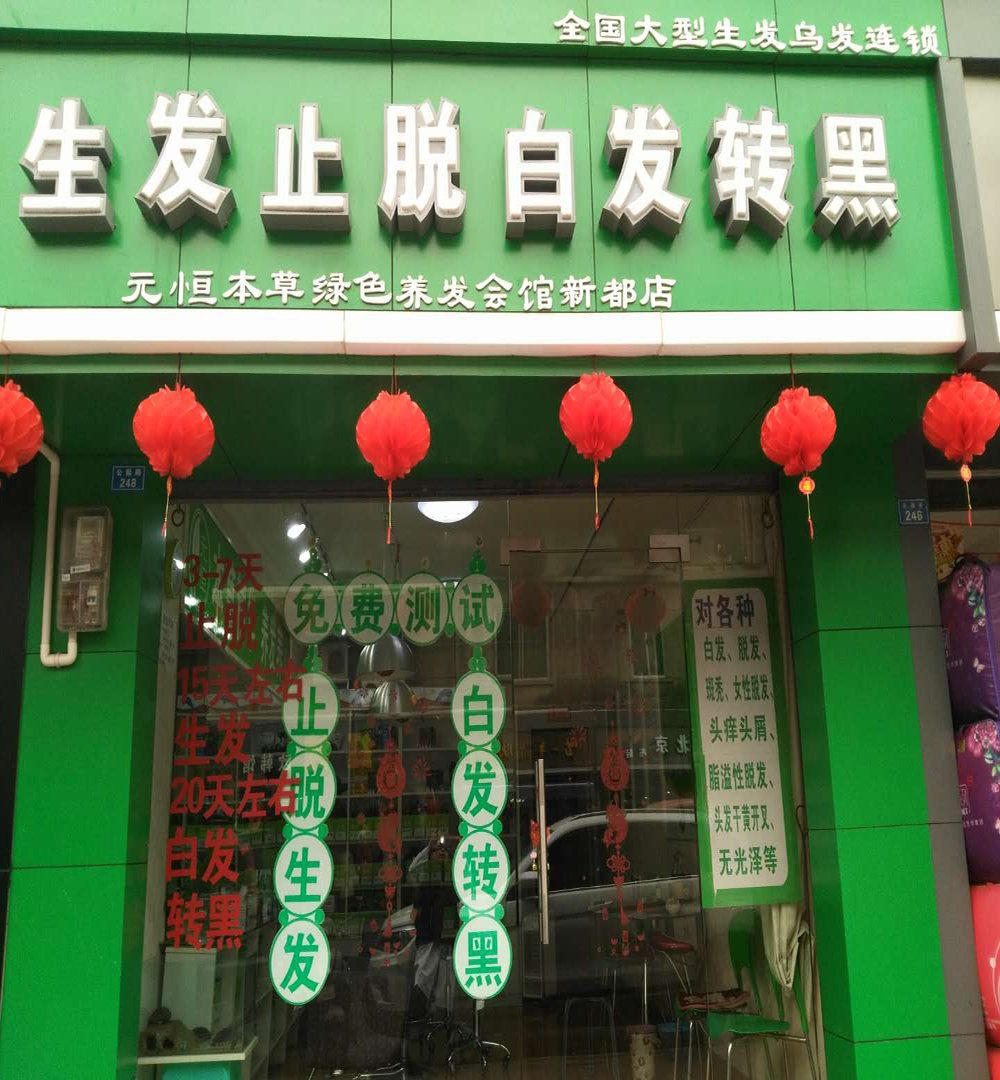 全国大型生发乌发连锁
生发止脱白发转黑
元恒本草绿色养发会馆新都店
248
246
3-7天
止脱
15天左右
生发
20天左右
白发
转黑
免费测试
止脱生发
白发转黑
对各种
白发、脱发、
斑秃、女性脱发、
头痒头屑、
脂溢性脱发、
头发干黄开叉、
无光泽等